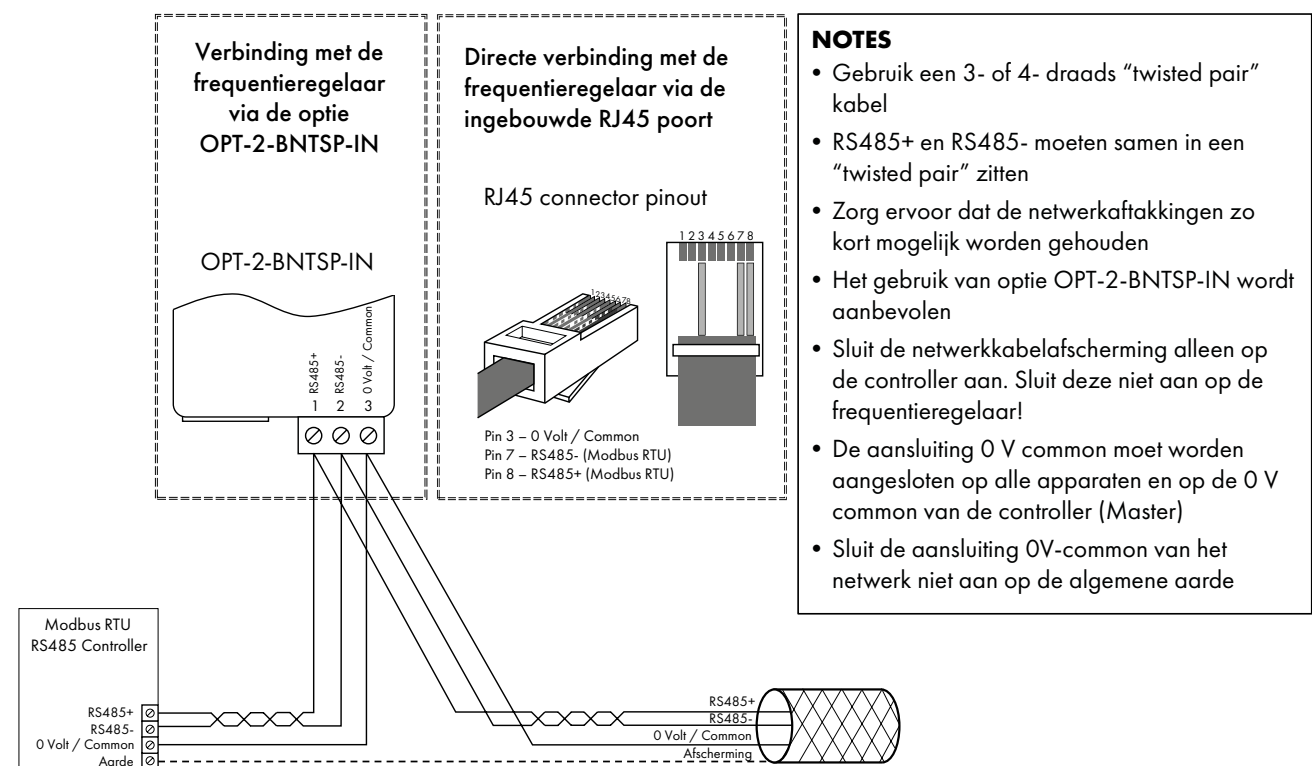 Verbinding met de
frequentieregelaar
via de optie
OPT-2-BNTSP-IN
OPT-2-BNTSP-IN
RS485+
RS485-
0 Volt / Common
1 2 3
Directe verbinding met de
frequentieregelaar via de
ingebouwde RJ45 poort
RJ45 connector pinout
12345678
12345678
Pin 3 – 0 Volt / Common
Pin 7 – RS485- (Modbus RTU)
Pin 8 – RS485+ (Modbus RTU)
NOTES
• Gebruik een 3- of 4- draads “twisted pair”
kabel
• RS485+ en RS485- moeten samen in een
“twisted pair” zitten
• Zorg ervoor dat de netwerkaftakkingen zo
kort mogelijk worden gehouden
• Het gebruik van optie OPT-2-BNTSP-IN wordt
aanbevolen
• Sluit de netwerkkabelafscherming alleen op
de controller aan. Sluit deze niet aan op de
frequentieregelaar!
• De aansluiting 0 V common moet worden
aangesloten op alle apparaten en op de 0 V
common van de controller (Master)
• Sluit de aansluiting 0V-common van het
netwerk niet aan op de algemene aarde
Modbus RTU
RS485 Controller
RS485+
RS485-
0 Volt / Common
Aarde
RS485+
RS485-
0 Volt / Common
Afscherming